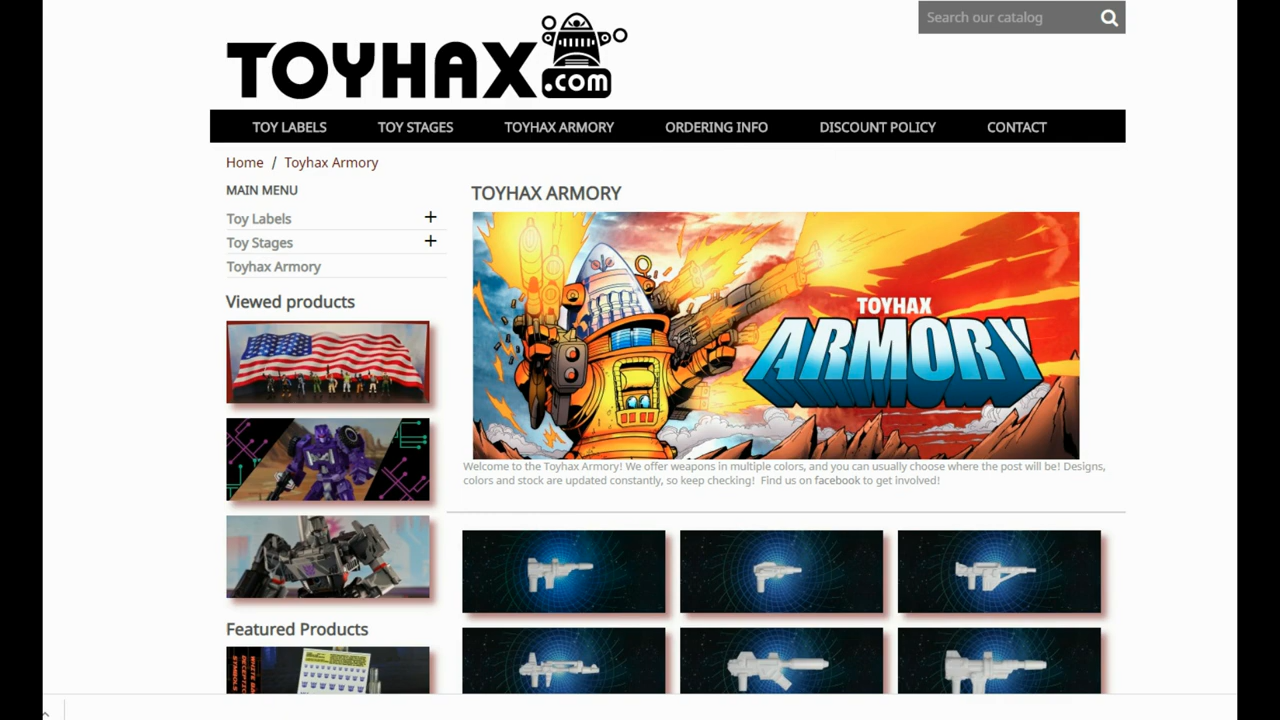 Search our catalog
TOYHAX
.com
TOY LABELS
TOY STAGES
TOYHAX ARMORY
ORDERING INFO
DISCOUNT POLICY
CONTACT
Home / Toyhax Armory
MAIN MENU
Toy Labels +
Toy Stages +
Toyhax Armory
Viewed products
Featured Products
TOYHAX ARMORY
TOYHAX
ARMORY
Welcome to the Toyhax Armory! We offer weapons in multiple colors, and you can usually choose where the post will be! Designs,
colors and stock are updated constantly, so keep checking! Find us on facebook to get involved!